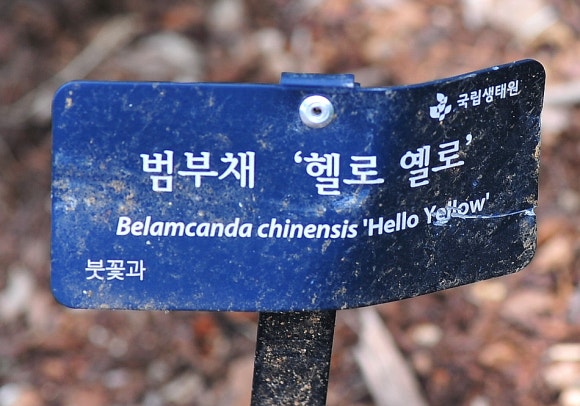 국립생태원
범부채 ‘헬로 옐로’
Belamcanda chinensis 'Hello Yellow'
붓꽃과